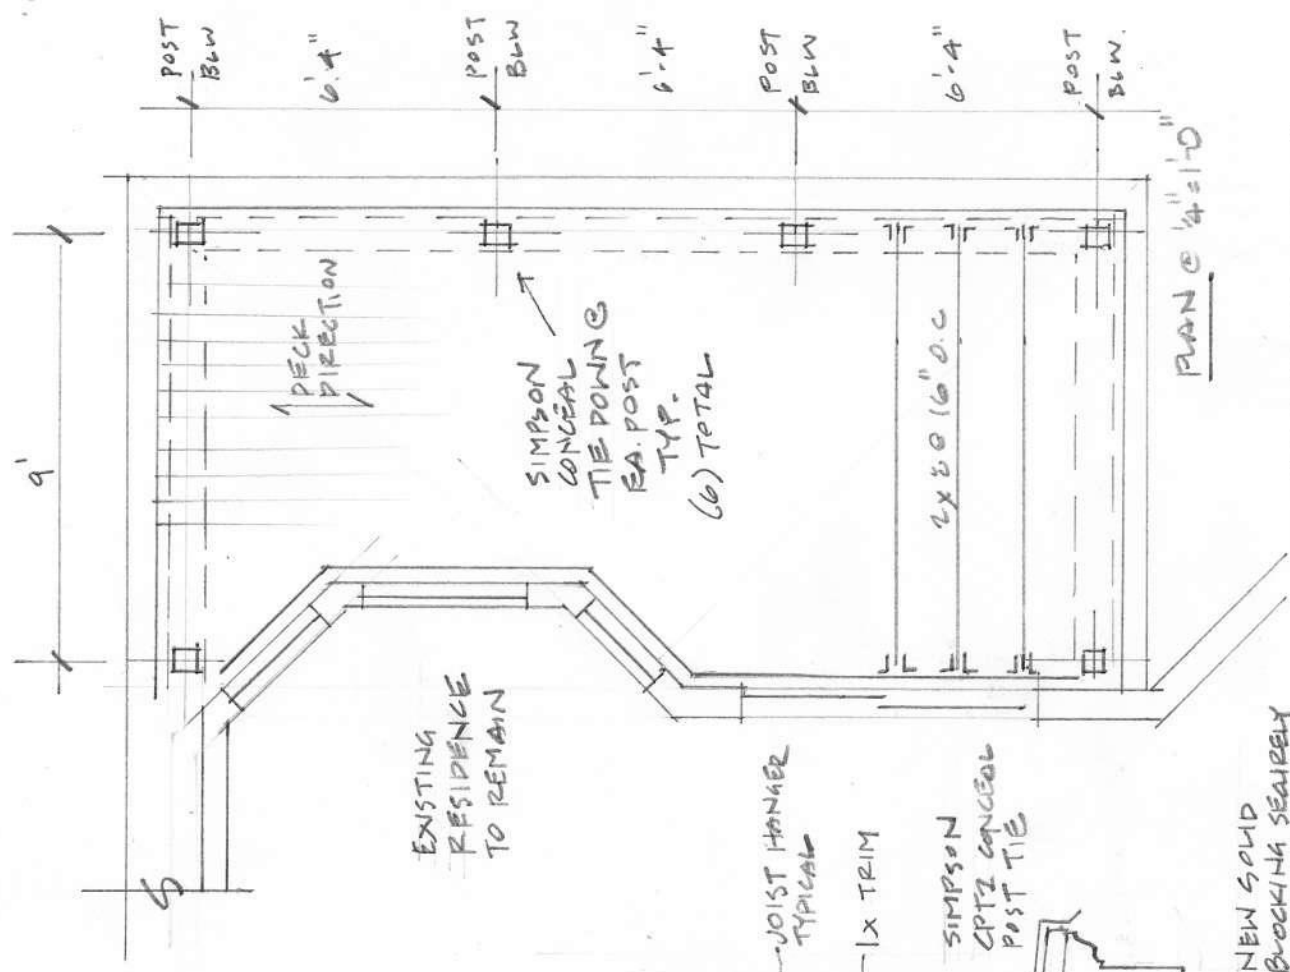 POST
BLW
6'-4"
POST
BLW
6'-4"
POST
BLW
6'-4"
POST
BLW.
9'
DECK
DIRECTION
SIMPSON
CONCEAL
TIE DOWN @
EA. POST
TYP.
(6) TOTAL
2x8 @ 16" O.C
PLAN @ 1/4"=1'-0"
EXISTING
RESIDENCE
TO REMAIN
JOIST HANGER
TYPICAL
1x TRIM
SIMPSON
CPTZ CONCEAL
POST TIE
NEW SOLID
BLOCKING SECURELY